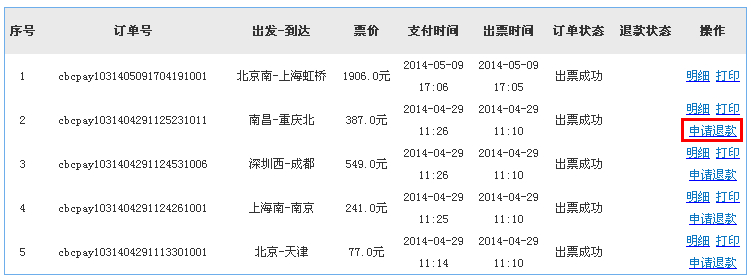 序号 订单号 出发-到达 票价 支付时间 出票时间 订单状态 退款状态 操作
1 cbcpay1031405091704191001 北京南-上海虹桥 1906.0元 2014-05-09 17:06 2014-05-09 17:05 出票成功 明细 打印
2 cbcpay1031404291125231011 南昌-重庆北 387.0元 2014-04-29 11:26 2014-04-29 11:10 出票成功 明细 打印 申请退款
3 cbcpay1031404291124531006 深圳西-成都 549.0元 2014-04-29 11:26 2014-04-29 11:10 出票成功 明细 打印 申请退款
4 cbcpay1031404291124261001 上海南-南京 241.0元 2014-04-29 11:25 2014-04-29 11:10 出票成功 明细 打印 申请退款
5 cbcpay1031404291113301001 北京-天津 77.0元 2014-04-29 11:14 2014-04-29 11:10 出票成功 明细 打印 申请退款